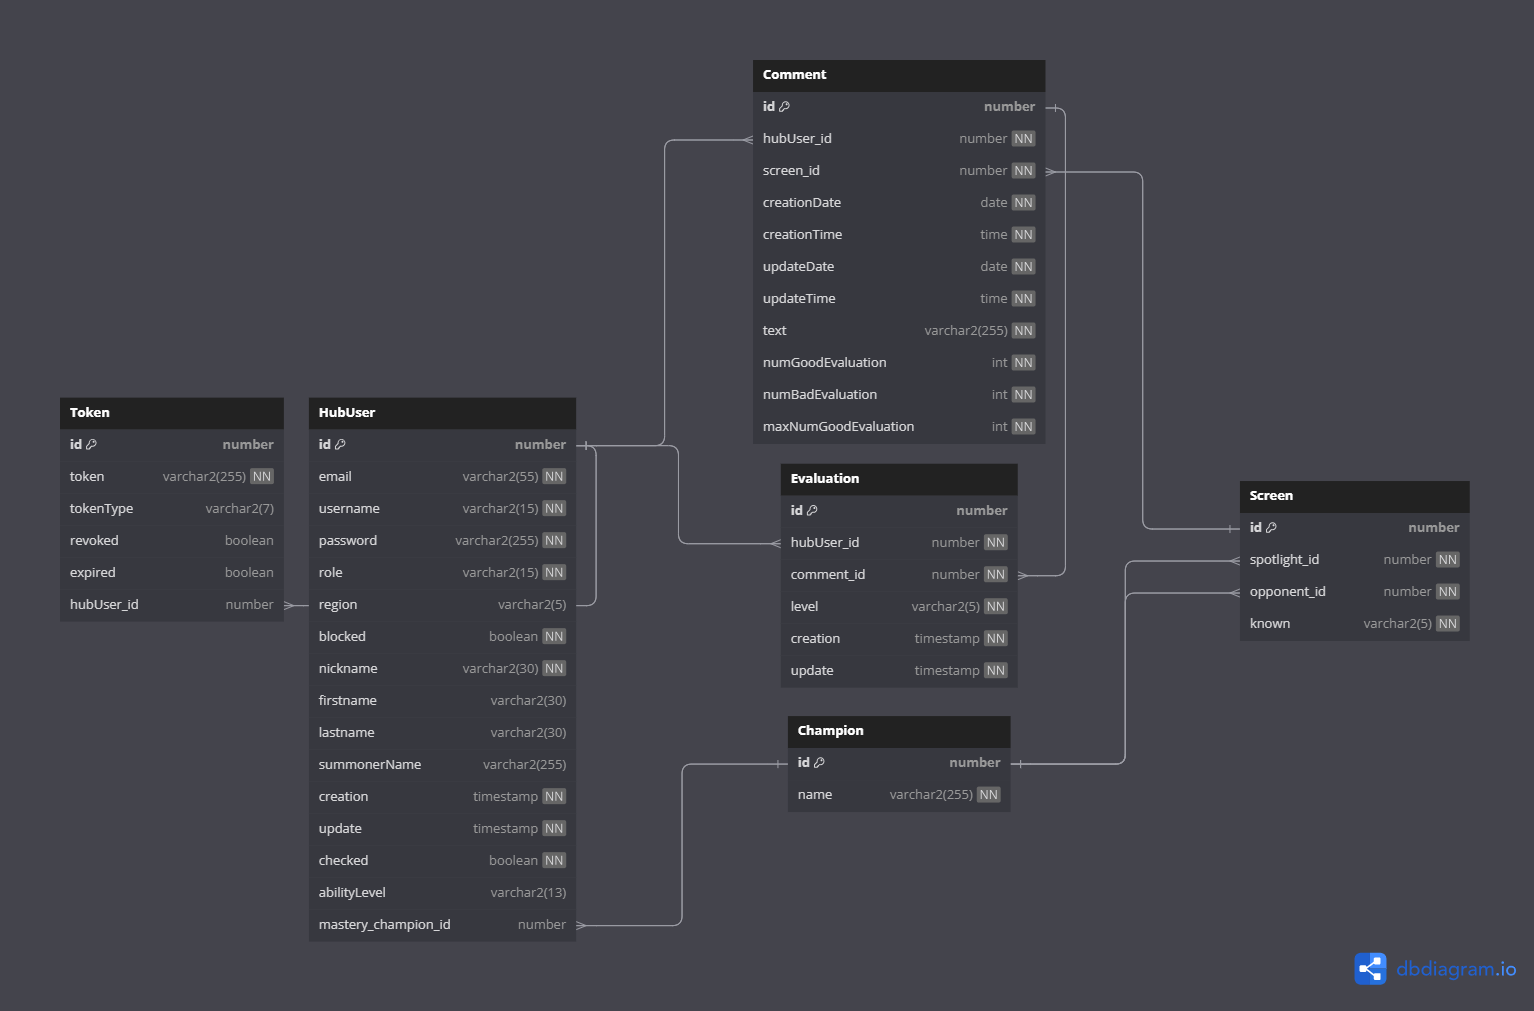 Comment
id number
hubUser_id number NN
screen_id number NN
creationDate date NN
creationTime time NN
updateDate date NN
updateTime time NN
text varchar2(255) NN
numGoodEvaluation int NN
numBadEvaluation int NN
maxNumGoodEvaluation int NN
Token
id number
token varchar2(255) NN
tokenType varchar2(7)
revoked boolean
expired boolean
hubUser_id number
HubUser
id number
email varchar2(55) NN
username varchar2(15) NN
password varchar2(255) NN
role varchar2(15) NN
region varchar2(5)
blocked boolean NN
nickname varchar2(30) NN
firstname varchar2(30)
lastname varchar2(30)
summonerName varchar2(255)
creation timestamp NN
update timestamp NN
checked boolean NN
abilityLevel varchar2(13)
mastery_champion_id number
Evaluation
id number
hubUser_id number NN
comment_id number NN
level varchar2(5) NN
creation timestamp NN
update timestamp NN
Champion
id number
name varchar2(255) NN
Screen
id number
spotlight_id number NN
opponent_id number NN
known varchar2(5) NN
dbdiagram.io